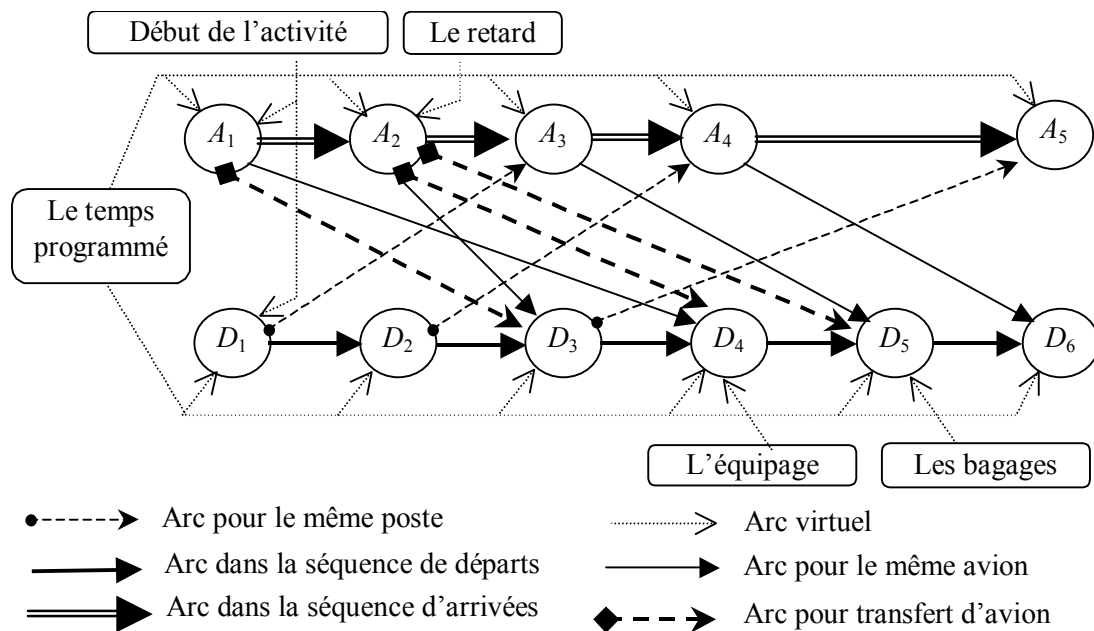 Début de l'activité
Le retard
A1
A2
A3
A4
A5
Le temps
programmé
D1
D2
D3
D4
D5
D6
L'équipage
Les bagages
Arc pour le même poste
Arc virtuel
Arc dans la séquence de départs
Arc pour le même avion
Arc dans la séquence d'arrivées
Arc pour transfert d'avion